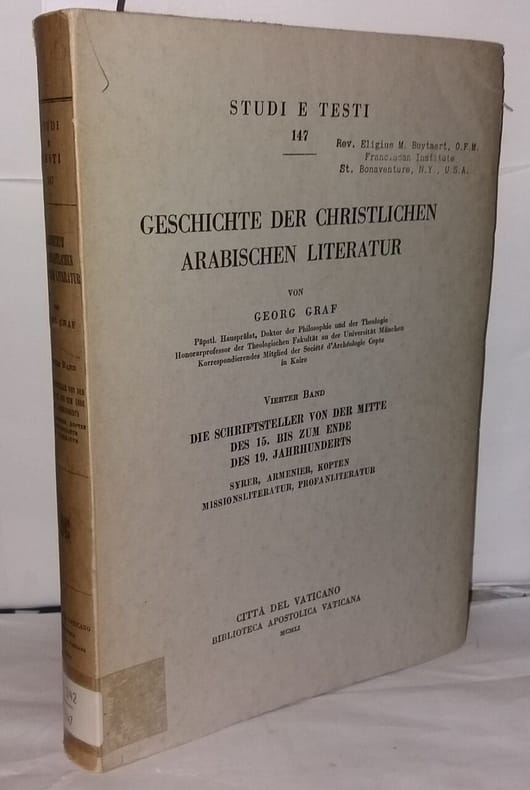 STUDI E TESTI
147
Rev. Eligius M. Buytaert, O.F.M.
Franciscan Institute
St. Bonaventure, N.Y., U.S.A.
GESCHICHTE DER CHRISTLICHEN
ARABISCHEN LITERATUR
VON
GEORG GRAF
Päpstl. Hausprälat, Doktor der Philosophie und der Theologie
Honorarprofessor der Theologischen Fakultät an der Universität München
Korrespondierendes Mitglied der Société d'Archéologie Copte
in Kairo
VIERTER BAND
DIE SCHRIFTSTELLER VON DER MITTE
DES 15. BIS ZUM ENDE
DES 19. JAHRHUNDERTS
SYRER, ARMENIER, KOPTEN
MISSIONSLITERATUR, PROFANLITERATUR
CITTÀ DEL VATICANO
BIBLIOTECA APOSTOLICA VATICANA
MCMLI